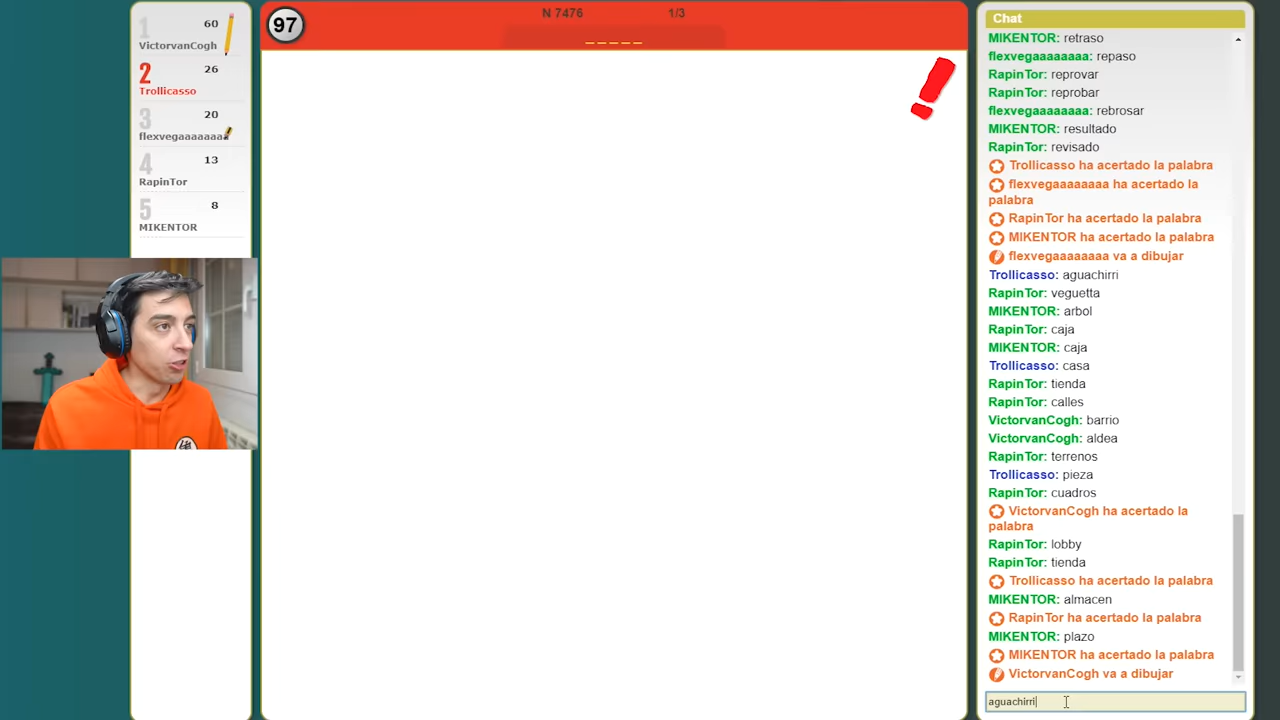 1
60
VictorvanCogh
2
26
Trollicasso
3
20
flexvegaaaaaaaa
4
13
RapinTor
5
8
MIKENTOR
97
N 7476
1/3
_ _ _ _ _
Chat
MIKENTOR: retraso
flexvegaaaaaaaa: repaso
RapinTor: reprovar
RapinTor: reprobar
flexvegaaaaaaaa: rebrosar
MIKENTOR: resultado
RapinTor: revisado
Trollicasso ha acertado la palabra
flexvegaaaaaaaa ha acertado la
palabra
RapinTor ha acertado la palabra
MIKENTOR ha acertado la palabra
flexvegaaaaaaaa va a dibujar
Trollicasso: aguachirri
RapinTor: veguetta
MIKENTOR: arbol
RapinTor: caja
MIKENTOR: caja
Trollicasso: casa
RapinTor: tienda
RapinTor: calles
VictorvanCogh: barrio
VictorvanCogh: aldea
RapinTor: terrenos
Trollicasso: pieza
RapinTor: cuadros
VictorvanCogh ha acertado la
palabra
RapinTor: lobby
RapinTor: tienda
Trollicasso ha acertado la palabra
MIKENTOR: almacen
RapinTor ha acertado la palabra
MIKENTOR: plazo
MIKENTOR ha acertado la palabra
VictorvanCogh va a dibujar
aguachirri